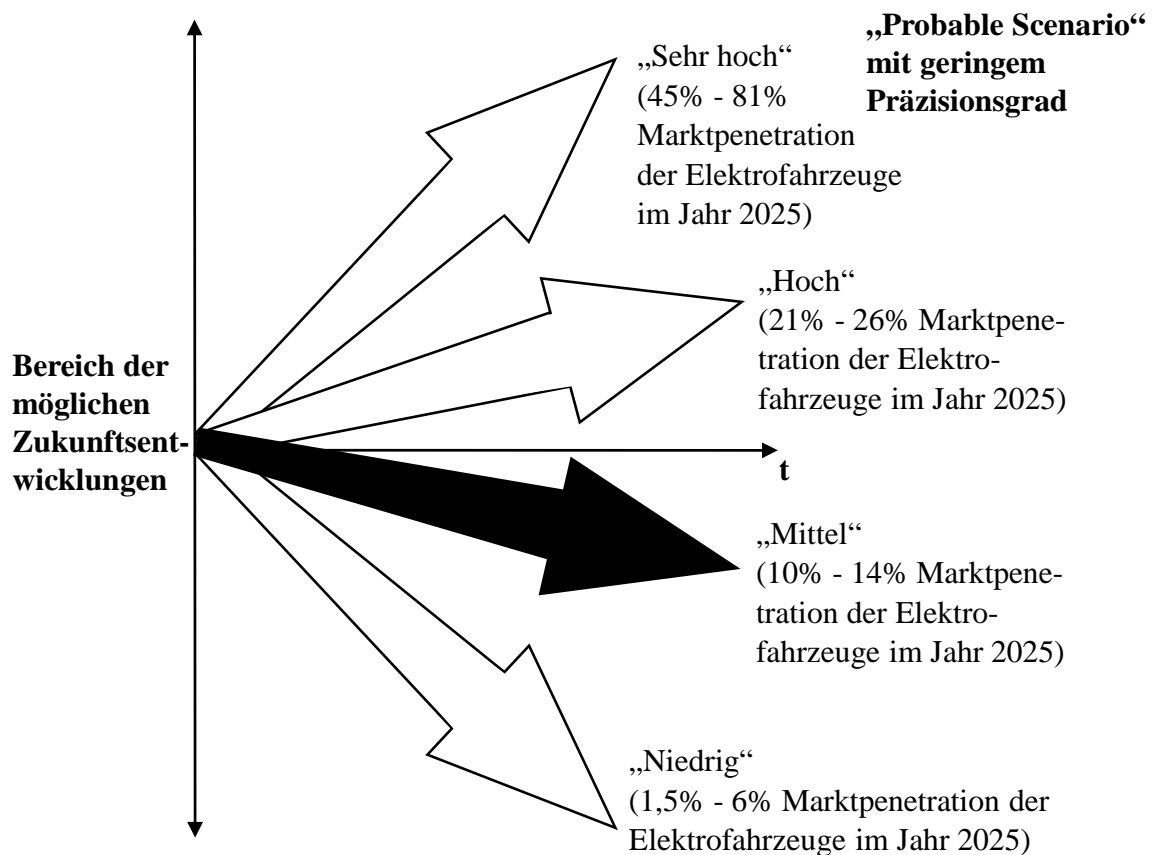 „Probable Scenario“
mit geringem
Präzisionsgrad
„Sehr hoch“
(45% - 81%
Marktpenetration
der Elektrofahrzeuge
im Jahr 2025)
„Hoch“
(21% - 26% Marktpene-
tration der Elektro-
fahrzeuge im Jahr 2025)
Bereich der
möglichen
Zukunftsent-
wicklungen
t
„Mittel“
(10% - 14% Marktpene-
tration der Elektro-
fahrzeuge im Jahr 2025)
„Niedrig“
(1,5% - 6% Marktpenetration der
Elektrofahrzeuge im Jahr 2025)